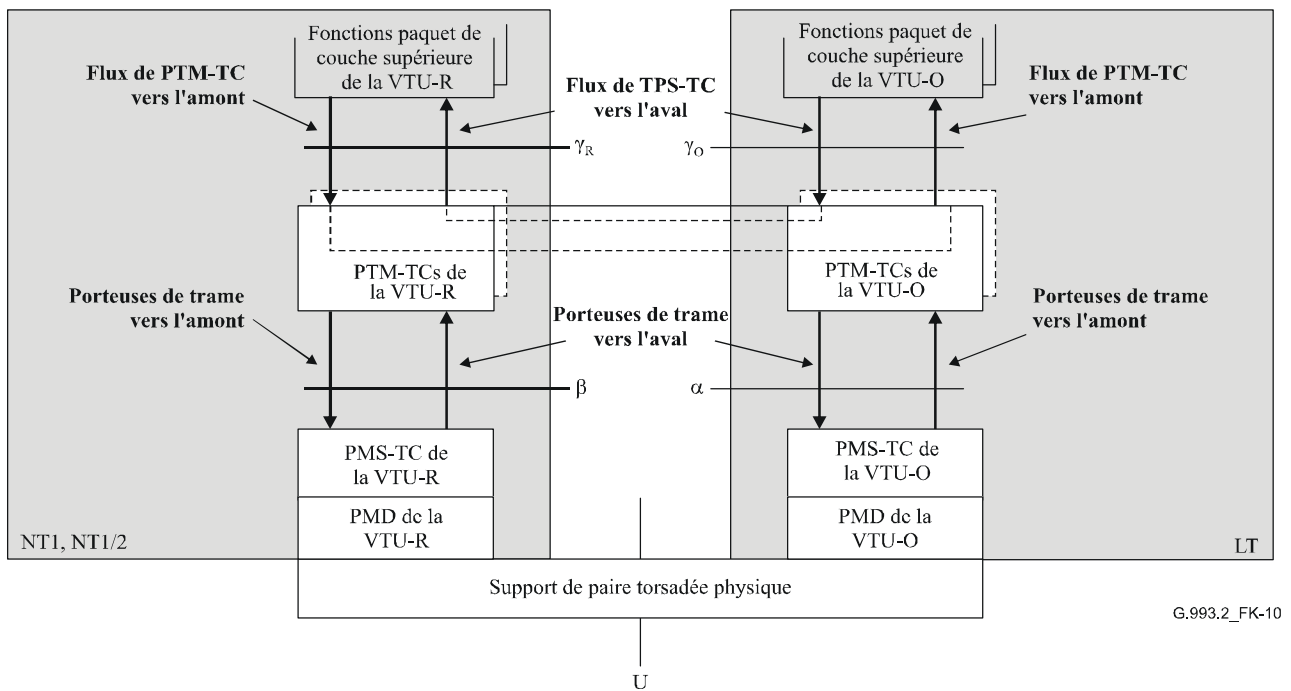 Fonctions paquet de
couche supérieure
de la VTU-R
Fonctions paquet de
couche supérieure
de la VTU-O
Flux de PTM-TC
vers l'amont
Flux de TPS-TC
vers l'aval
Flux de PTM-TC
vers l'amont
γR
γO
PTM-TCs de
la VTU-R
PTM-TCs de
la VTU-O
Porteuses de trame
vers l'amont
Porteuses de trame
vers l'aval
Porteuses de trame
vers l'amont
β
α
PMS-TC de
la VTU-R
PMS-TC de
la VTU-O
PMD de la
VTU-R
PMD de la
VTU-O
NT1, NT1/2
LT
Support de paire torsadée physique
G.993.2_FK-10
U